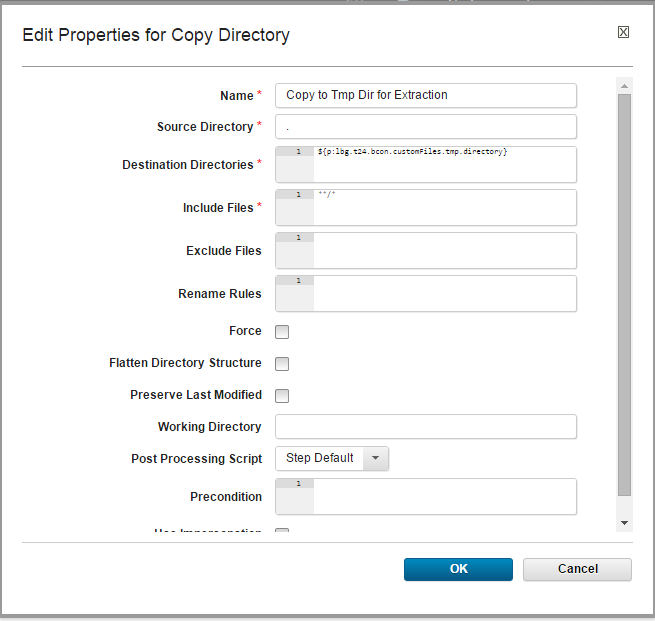 Edit Properties for Copy Directory
Name * Copy to Tmp Dir for Extraction
Source Directory * .
Destination Directories * 1 ${p:lbg.t24.bcon.customFiles.tmp.directory}
Include Files * 1 **/*
Exclude Files 1
Rename Rules 1
Force
Flatten Directory Structure
Preserve Last Modified
Working Directory
Post Processing Script Step Default
Precondition 1
Use Impersonation
OK Cancel